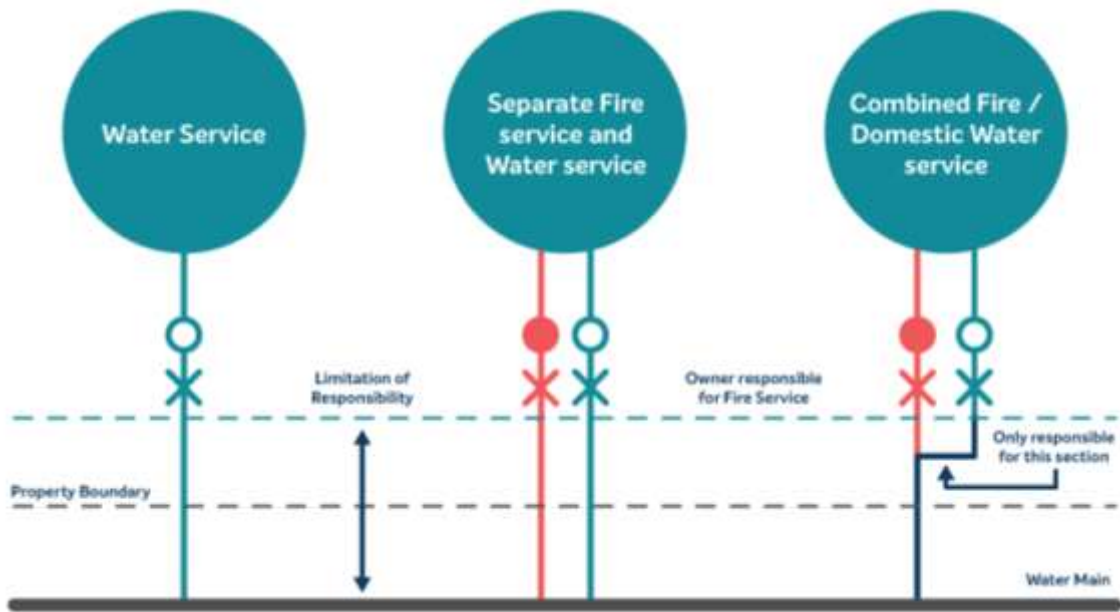 Water Service
Separate Fire
service and
Water service
Combined Fire /
Domestic Water
service
Limitation of
Responsibility
Owner responsible
for Fire Service
Only responsible
for this section
Property Boundary
Water Main